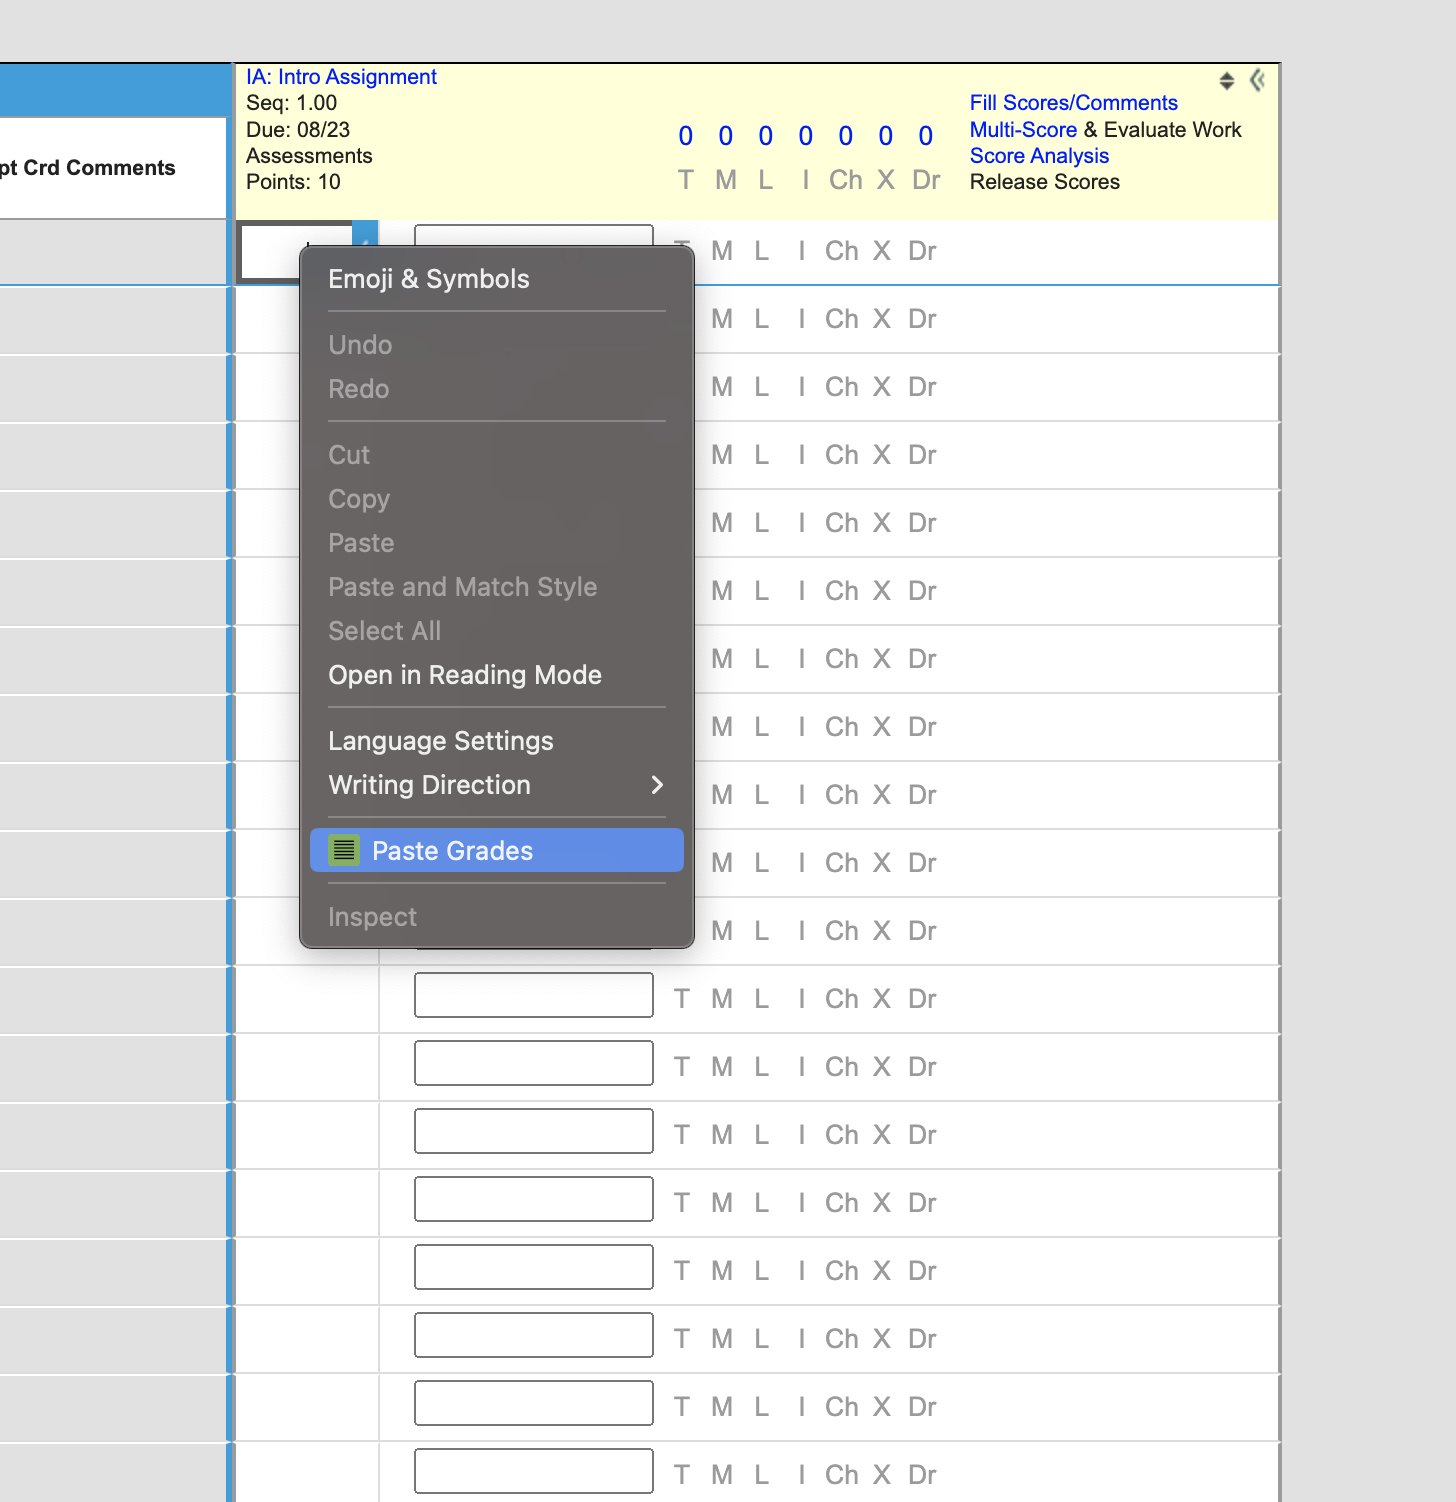 IA: Intro Assignment
Seq: 1.00
Due: 08/23
Assessments
Points: 10
0 0 0 0 0 0 0
T M L I Ch X Dr
Fill Scores/Comments
Multi-Score & Evaluate Work
Score Analysis
Release Scores
pt Crd Comments
M L I Ch X Dr
Emoji & Symbols
M L I Ch X Dr
Undo
Redo
M L I Ch X Dr
Cut
M L I Ch X Dr
Copy
M L I Ch X Dr
Paste
Paste and Match Style
M L I Ch X Dr
Select All
M L I Ch X Dr
Open in Reading Mode
M L I Ch X Dr
Language Settings
Writing Direction
M L I Ch X Dr
Paste Grades
M L I Ch X Dr
Inspect
M L I Ch X Dr
T M L I Ch X Dr
T M L I Ch X Dr
T M L I Ch X Dr
T M L I Ch X Dr
T M L I Ch X Dr
T M L I Ch X Dr
T M L I Ch X Dr
T M L I Ch X Dr